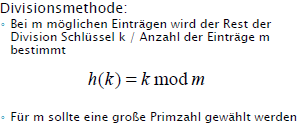 Divisionsmethode:
◦ Bei m möglichen Einträgen wird der Rest der
Division Schlüssel k / Anzahl der Einträge m
bestimmt
h(k) = k mod m
◦ Für m sollte eine große Primzahl gewählt werden